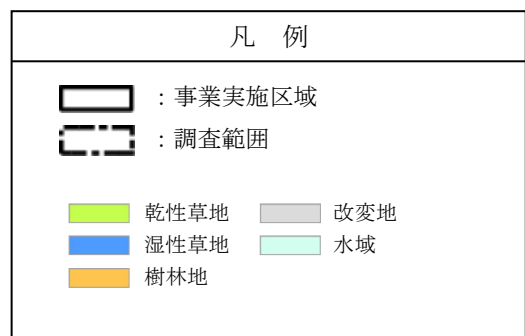 凡 例
：事業実施区域
：調査範囲
乾性草地 改変地
湿性草地 水域
樹林地